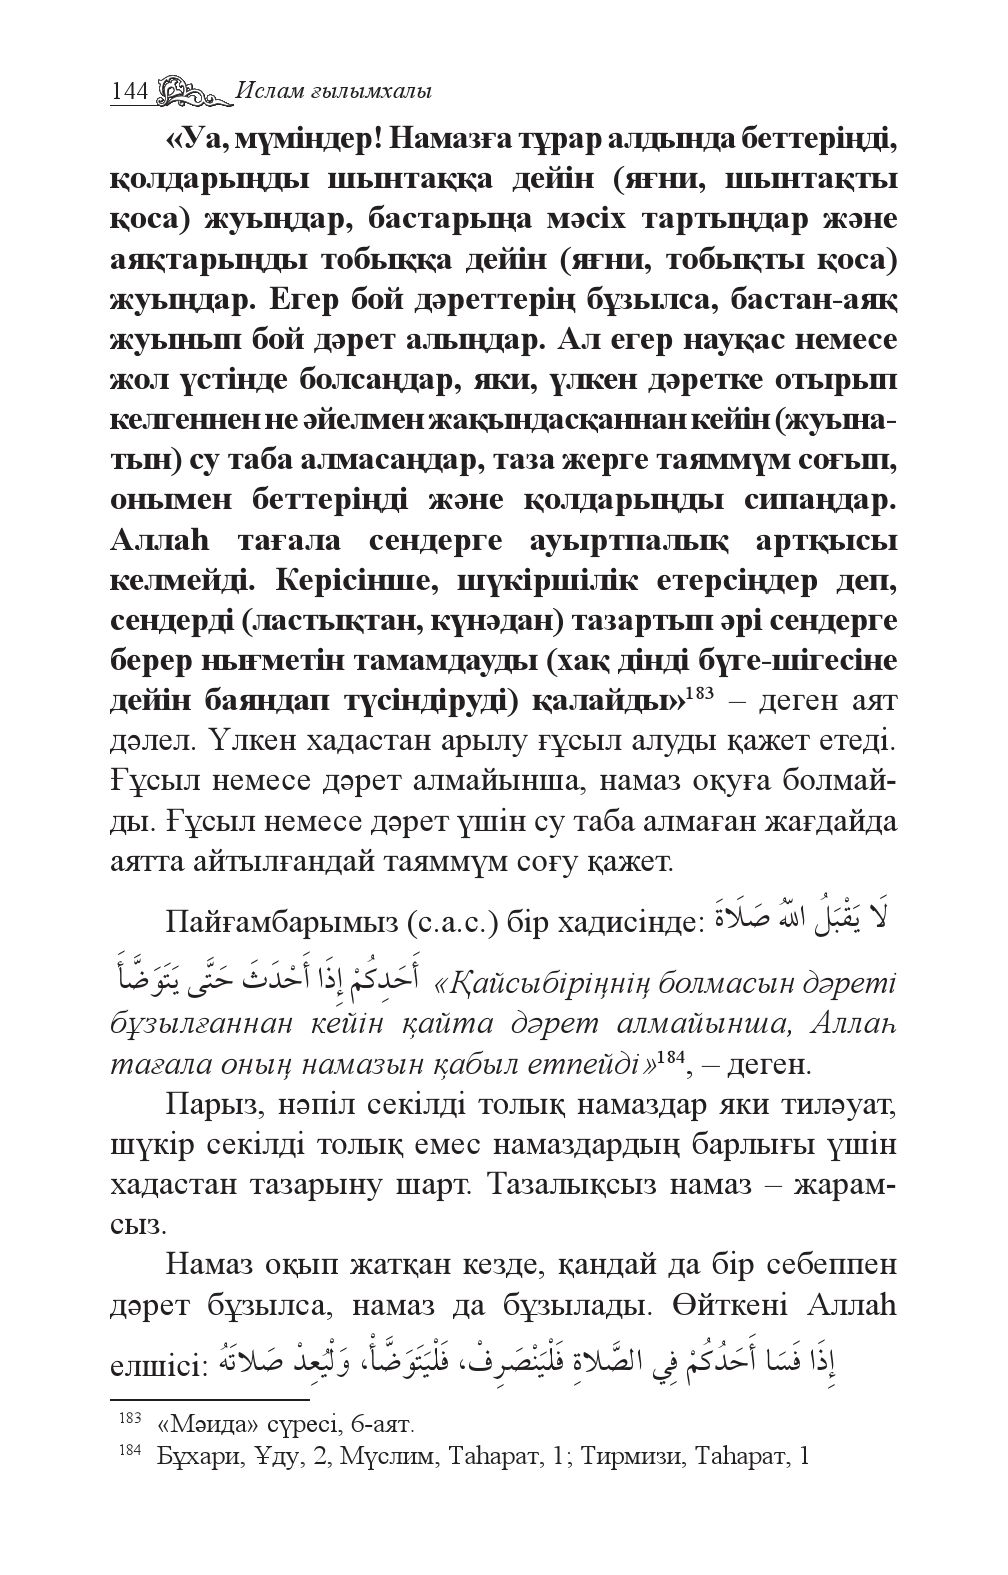 144 Ислам ғылымхалы
«Уа, мүміндер! Намазға тұрар алдында беттеріңді,
қолдарыңды шынтаққа дейін (яғни, шынтақты
қоса) жуыңдар, бастарыңа мәсіх тартыңдар және
аяқтарыңды тобыққа дейін (яғни, тобықты қоса)
жуыңдар. Егер бой дәреттерің бұзылса, бастан-аяқ
жуынып бой дәрет алыңдар. Ал егер науқас немесе
жол үстінде болсаңдар, яки, үлкен дәретке отырып
келгеннен не әйелмен жақындасқаннан кейін (жуына-
тын) су таба алмасаңдар, таза жерге таяммүм соғып,
онымен беттеріңді және қолдарыңды сипаңдар.
Аллаһ тағала сендерге ауыртпалық артқысы
келмейді. Керісінше, шүкіршілік етерсіңдер деп,
сендерді (ластықтан, күнәдан) тазартып әрі сендерге
берер нығметін тамамдауды (хақ дінді бүге-шігесіне
дейін баяндап түсіндіруді) қалайды»183 – деген аят
дәлел. Үлкен хадастан арылу ғұсыл алуды қажет етеді.
Ғұсыл немесе дәрет алмайынша, намаз оқуға болмай-
ды. Ғұсыл немесе дәрет үшін су таба алмаған жағдайда
аятта айтылғандай таяммүм соғу қажет.
Пайғамбарымыз (с.а.с.) бір хадисінде: لَا يَقْبَلُ اللّٰهُ صَلَاةَ
أَحَدِكُمْ إِذَا أَحْدَثَ حَتَّى يَتَوَضَّأَ «Қайсыбіріңнің болмасын дәреті
бұзылғаннан кейін қайта дәрет алмайынша, Аллаһ
тағала оның намазын қабыл етпейді»184, – деген.
Парыз, нәпіл секілді толық намаздар яки тиләуат,
шүкір секілді толық емес намаздардың барлығы үшін
хадастан тазарыну шарт. Тазалықсыз намаз – жарам-
сыз.
Намаз оқып жатқан кезде, қандай да бір себеппен
дәрет бұзылса, намаз да бұзылады. Өйткені Аллаһ
елшісі: إِذَا فَسَا أَحَدُكُمْ فِي الصَّلاةِ فَلْيَنْصَرِفْ، فَلْيَتَوَضَّأْ، وَلْيُعِدْ صَلاتَهُ
183 «Мәида» сүресі, 6-аят.
184 Бұхари, Ұду, 2, Мүслим, Таһарат, 1; Тирмизи, Таһарат, 1